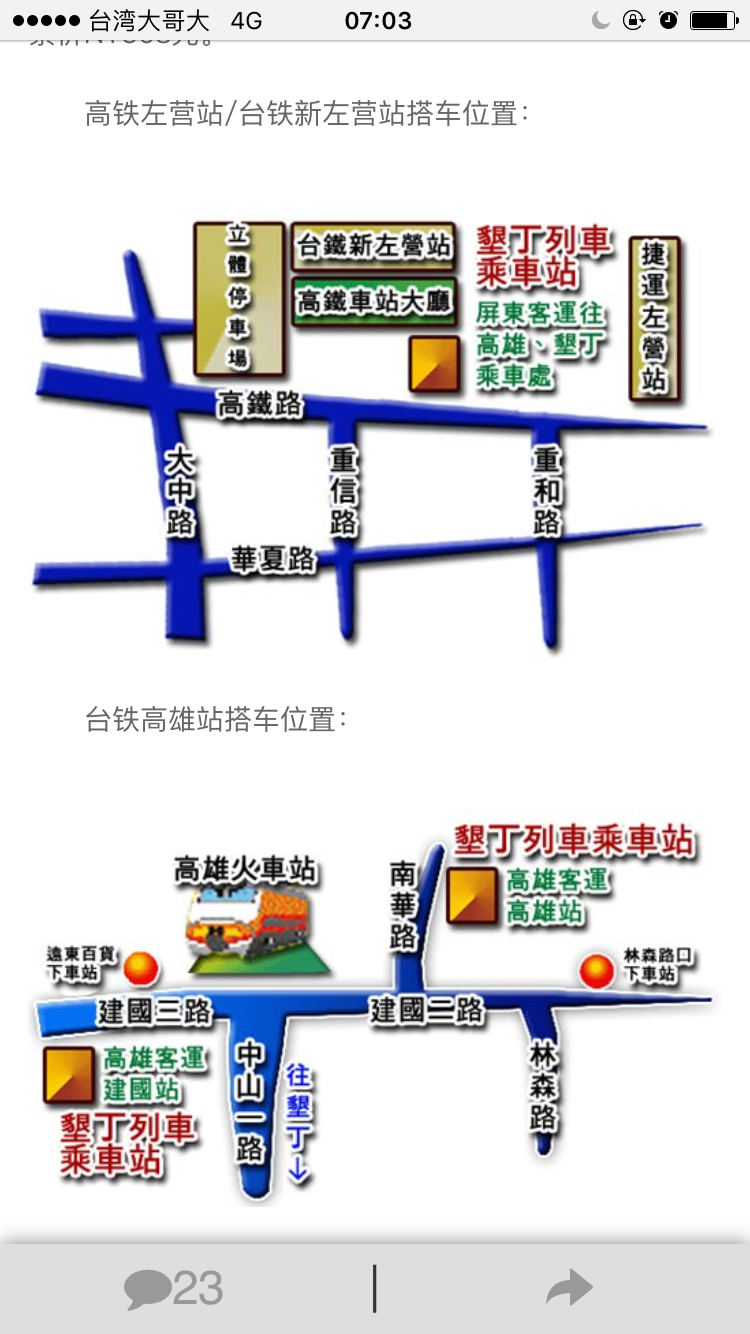 台湾大哥大 4G 07:03
高铁左营站/台铁新左营站搭车位置：
立體停車場
台鐵新左營站
高鐵車站大廳
墾丁列車
乘車站
屏東客運往
高雄、墾丁
乘車處
捷運左營站
高鐵路
大中路
重信路
重和路
華夏路
台铁高雄站搭车位置：
墾丁列車乘車站
高雄火車站
南華路
高雄客運
高雄站
遠東百貨
下車站
林森路口
下車站
建國三路
建國二路
高雄客運
建國站
墾丁列車
乘車站
中山一路
往墾丁↓
林森路
23